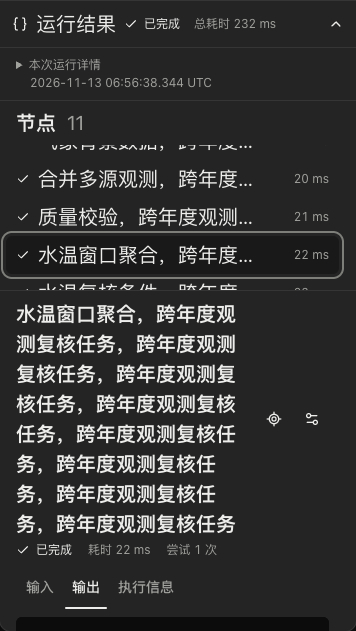 {} 运行结果 ✓ 已完成 总耗时 232 ms
▶ 本次运行详情
2026-11-13 06:56:38.344 UTC
节点 11
✓ 合并多源观测，跨年度... 20 ms
✓ 质量校验，跨年度观测... 21 ms
✓ 水温窗口聚合，跨年度... 22 ms
水温窗口聚合，跨年度观
测复核任务，跨年度观测
复核任务，跨年度观测复
核任务，跨年度观测复核
任务，跨年度观测复核任
务，跨年度观测复核任
务，跨年度观测复核任
务，跨年度观测复核任务
✓ 已完成 耗时 22 ms 尝试 1 次
输入 输出 执行信息